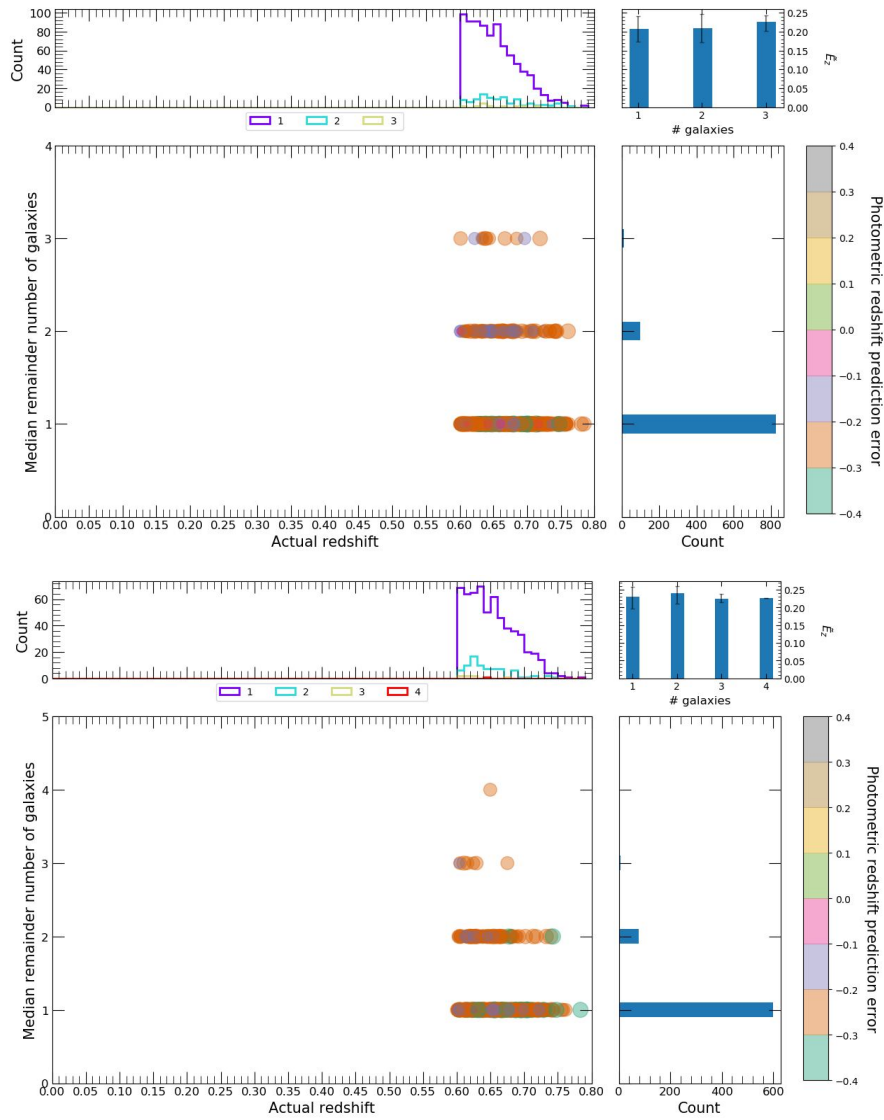 100
80
60
40
20
0
Count
1 2 3
0.25
0.20
0.15
0.10
0.05
0.00
Ēz
1 2 3
# galaxies
4
3
2
1
0
Median remainder number of galaxies
0.00 0.05 0.10 0.15 0.20 0.25 0.30 0.35 0.40 0.45 0.50 0.55 0.60 0.65 0.70 0.75 0.80
Actual redshift
0 200 400 600 800
Count
0.4
0.3
0.2
0.1
0.0
−0.1
−0.2
−0.3
−0.4
Photometric redshift prediction error
60
40
20
0
Count
1 2 3 4
0.25
0.20
0.15
0.10
0.05
0.00
Ēz
1 2 3 4
# galaxies
5
4
3
2
1
0
Median remainder number of galaxies
0.00 0.05 0.10 0.15 0.20 0.25 0.30 0.35 0.40 0.45 0.50 0.55 0.60 0.65 0.70 0.75 0.80
Actual redshift
0 200 400 600
Count
0.4
0.3
0.2
0.1
0.0
−0.1
−0.2
−0.3
−0.4
Photometric redshift prediction error